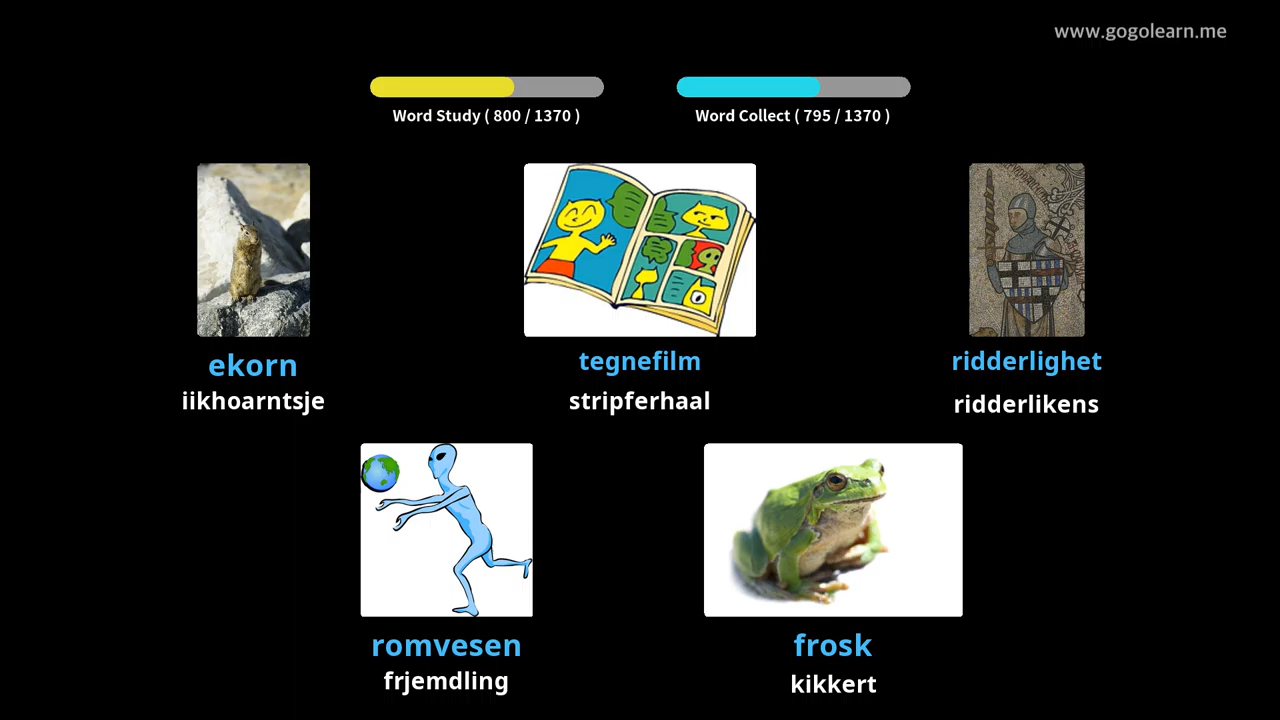 www.gogolearn.me
Word Study ( 800 / 1370 )
Word Collect ( 795 / 1370 )
ekorn
iikhoarntsje
tegnefilm
stripferhaal
ridderlighet
ridderlikens
romvesen
frjemdling
frosk
kikkert